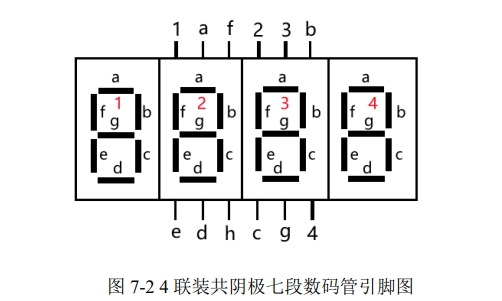 1 a f 2 3 b
a a a a
f 1 b f 2 b f 3 b f 4 b
g g g g
e c e c e c e c
d d d d
e d h c g 4
图 7-2 4 联装共阴极七段数码管引脚图